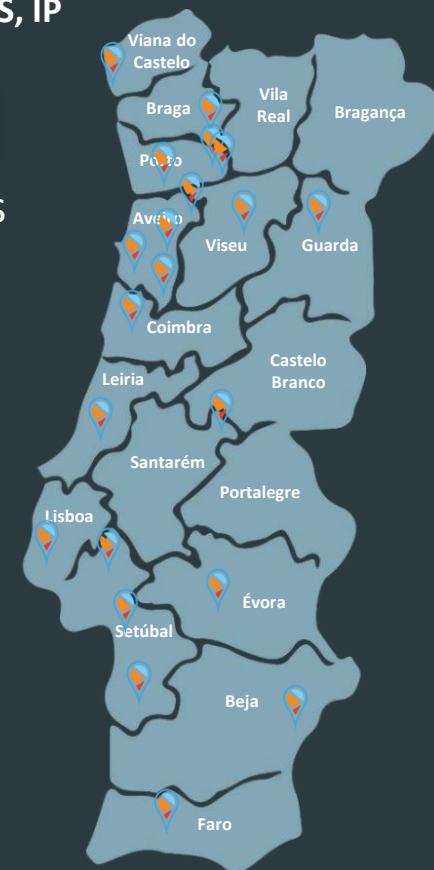 S, IP
S
Viana do
Castelo
Braga
Vila
Real
Bragança
Porto
Aveiro
Viseu
Guarda
Coimbra
Castelo
Branco
Leiria
Santarém
Portalegre
Lisboa
Évora
Setúbal
Beja
Faro